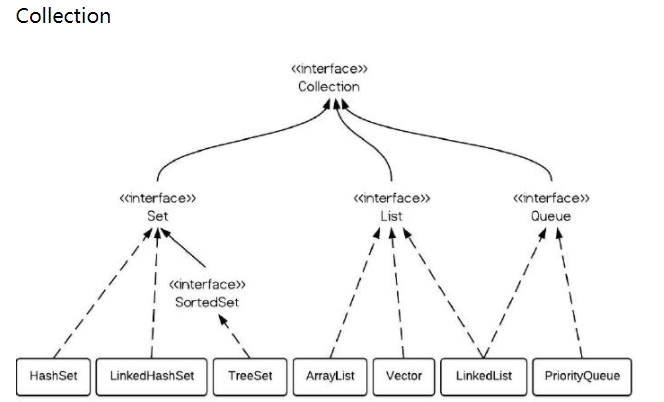 Collection
<<interface>>
Collection
<<interface>>
Set
<<interface>>
List
<<interface>>
Queue
<<interface>>
SortedSet
HashSet
LinkedHashSet
TreeSet
ArrayList
Vector
LinkedList
PriorityQueue